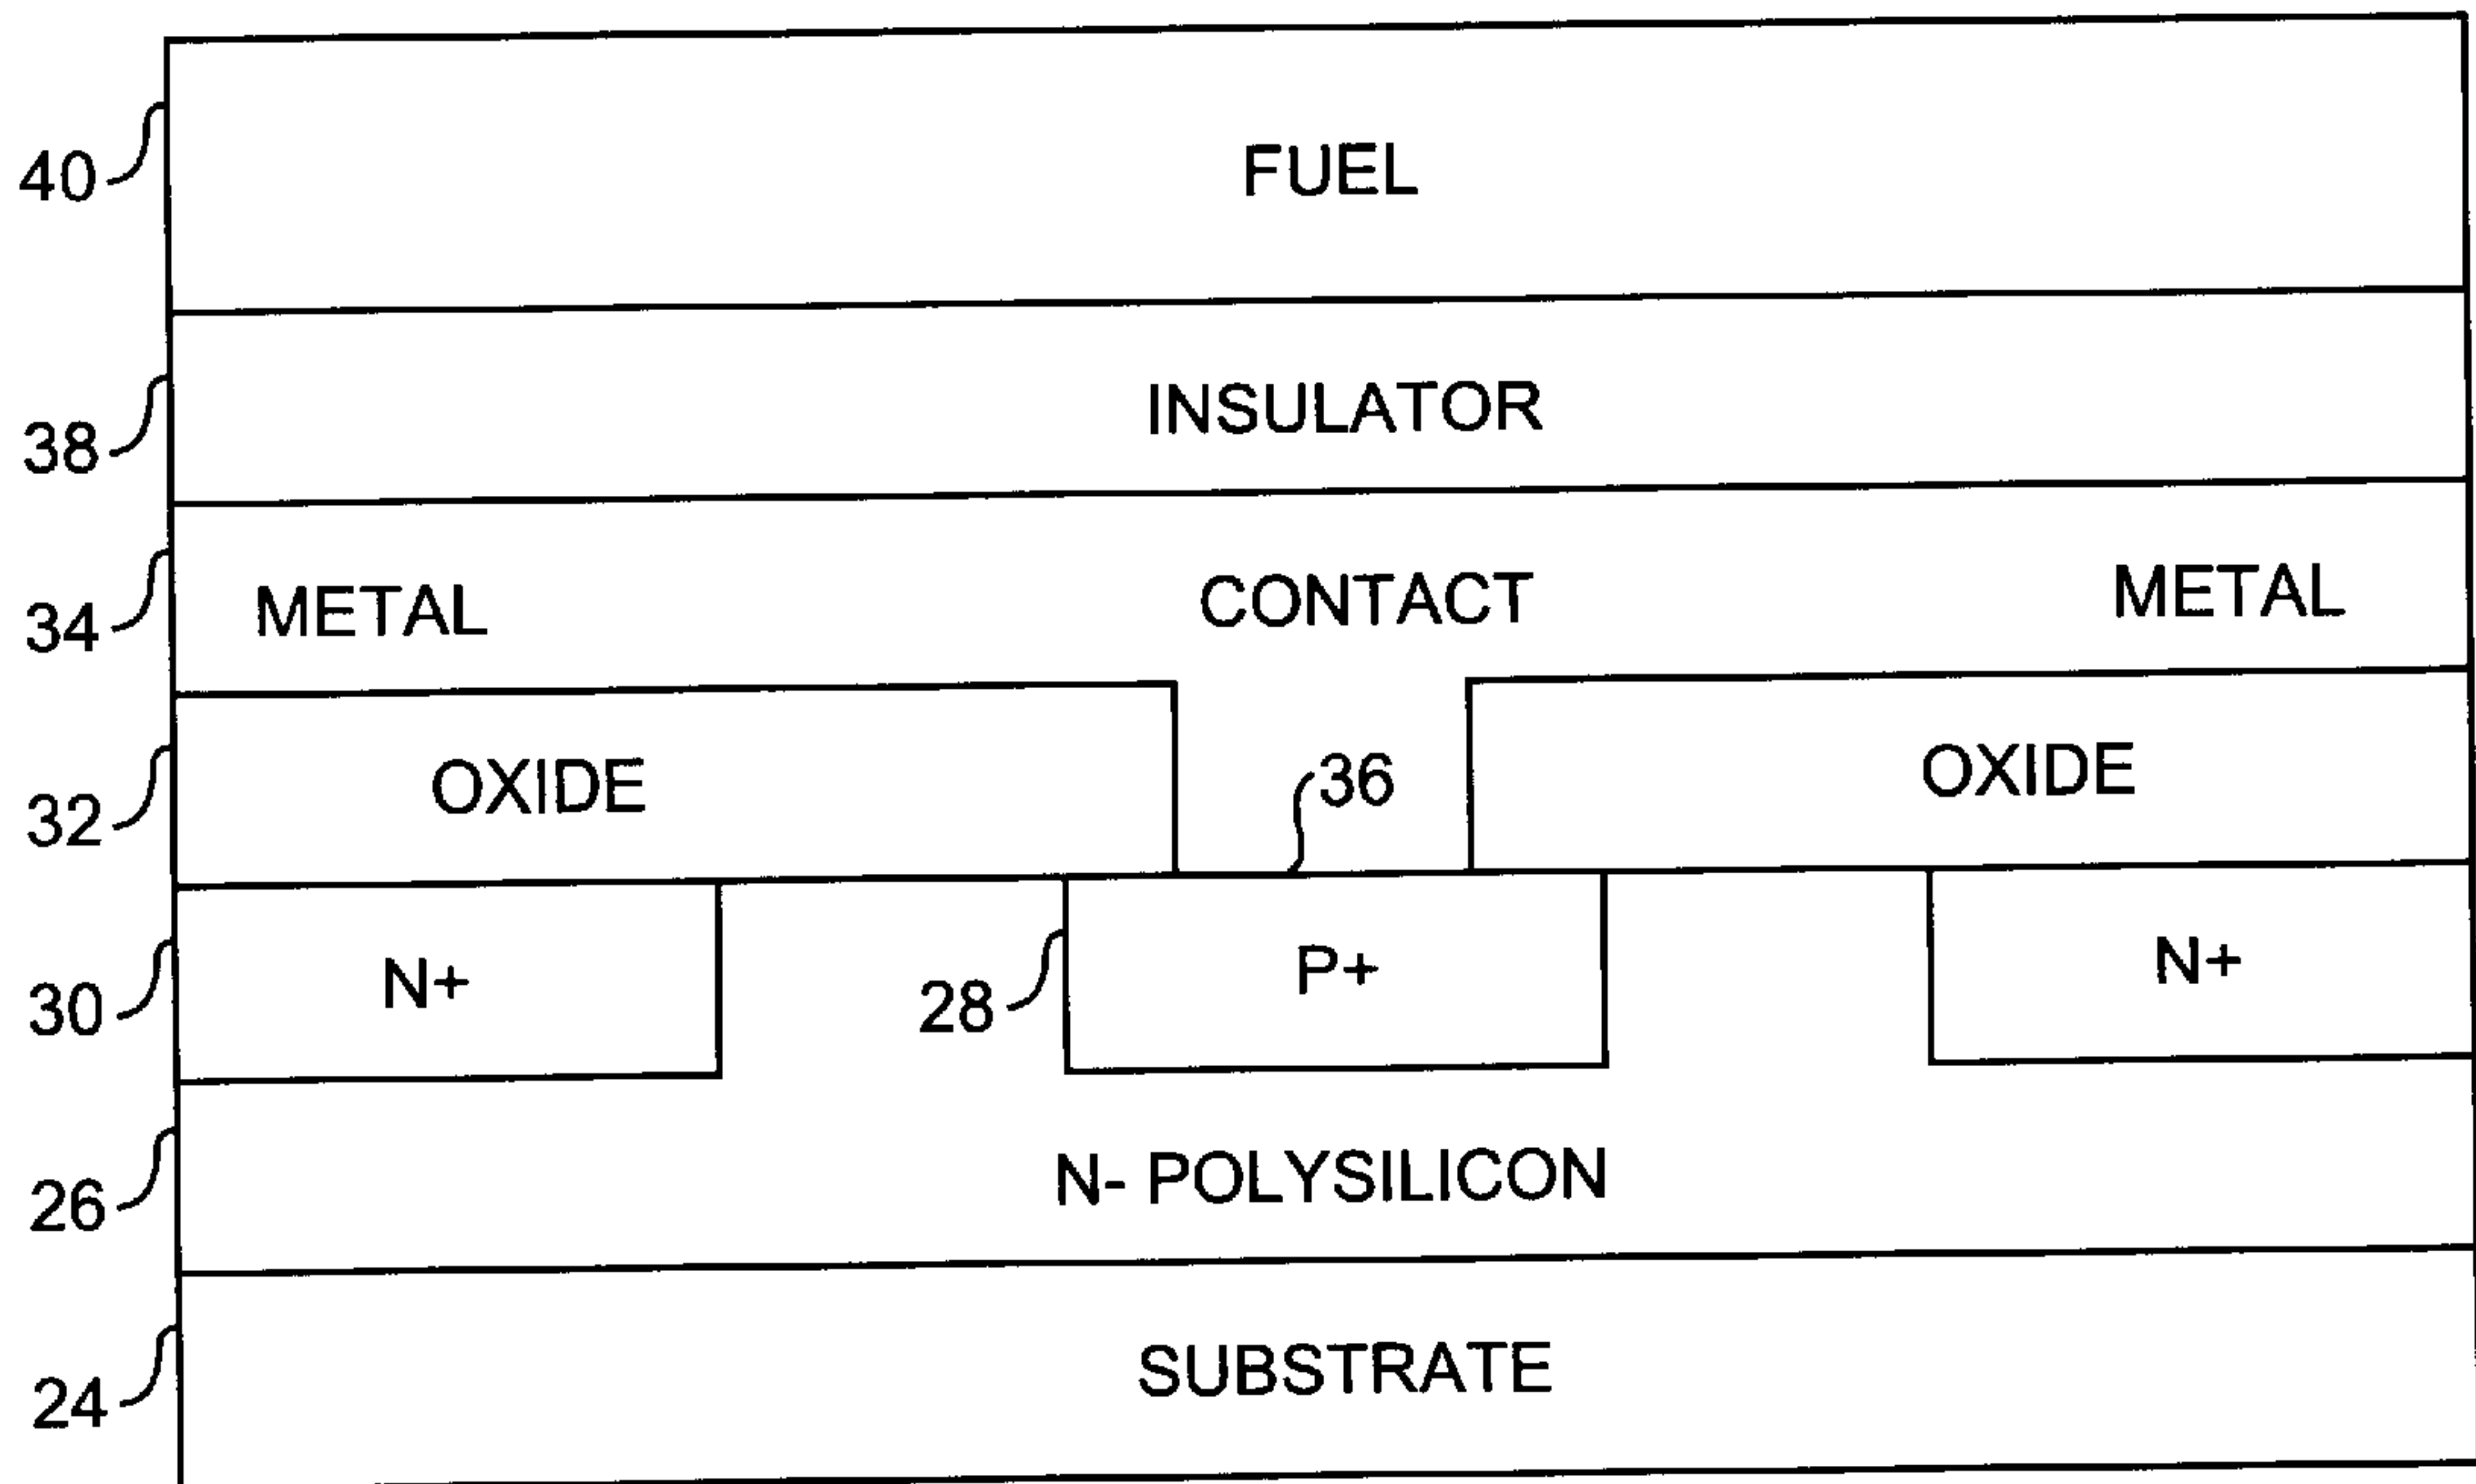 40
FUEL
38
INSULATOR
34
METAL CONTACT METAL
32
OXIDE 36 OXIDE
30
N+ 28 P+ N+
26
N- POLYSILICON
24
SUBSTRATE